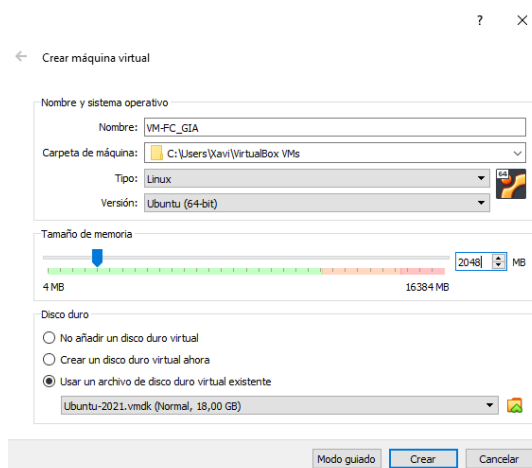 ?
Crear máquina virtual
Nombre y sistema operativo
Nombre: VM-FC_GIA
Carpeta de máquina: C:\Users\Xavi\VirtualBox VMs
Tipo: Linux
64
Versión: Ubuntu (64-bit)
Tamaño de memoria
2048 MB
4 MB 16384 MB
Disco duro
No añadir un disco duro virtual
Crear un disco duro virtual ahora
Usar un archivo de disco duro virtual existente
Ubuntu-2021.vmdk (Normal, 18,00 GB)
Modo guiado Crear Cancelar